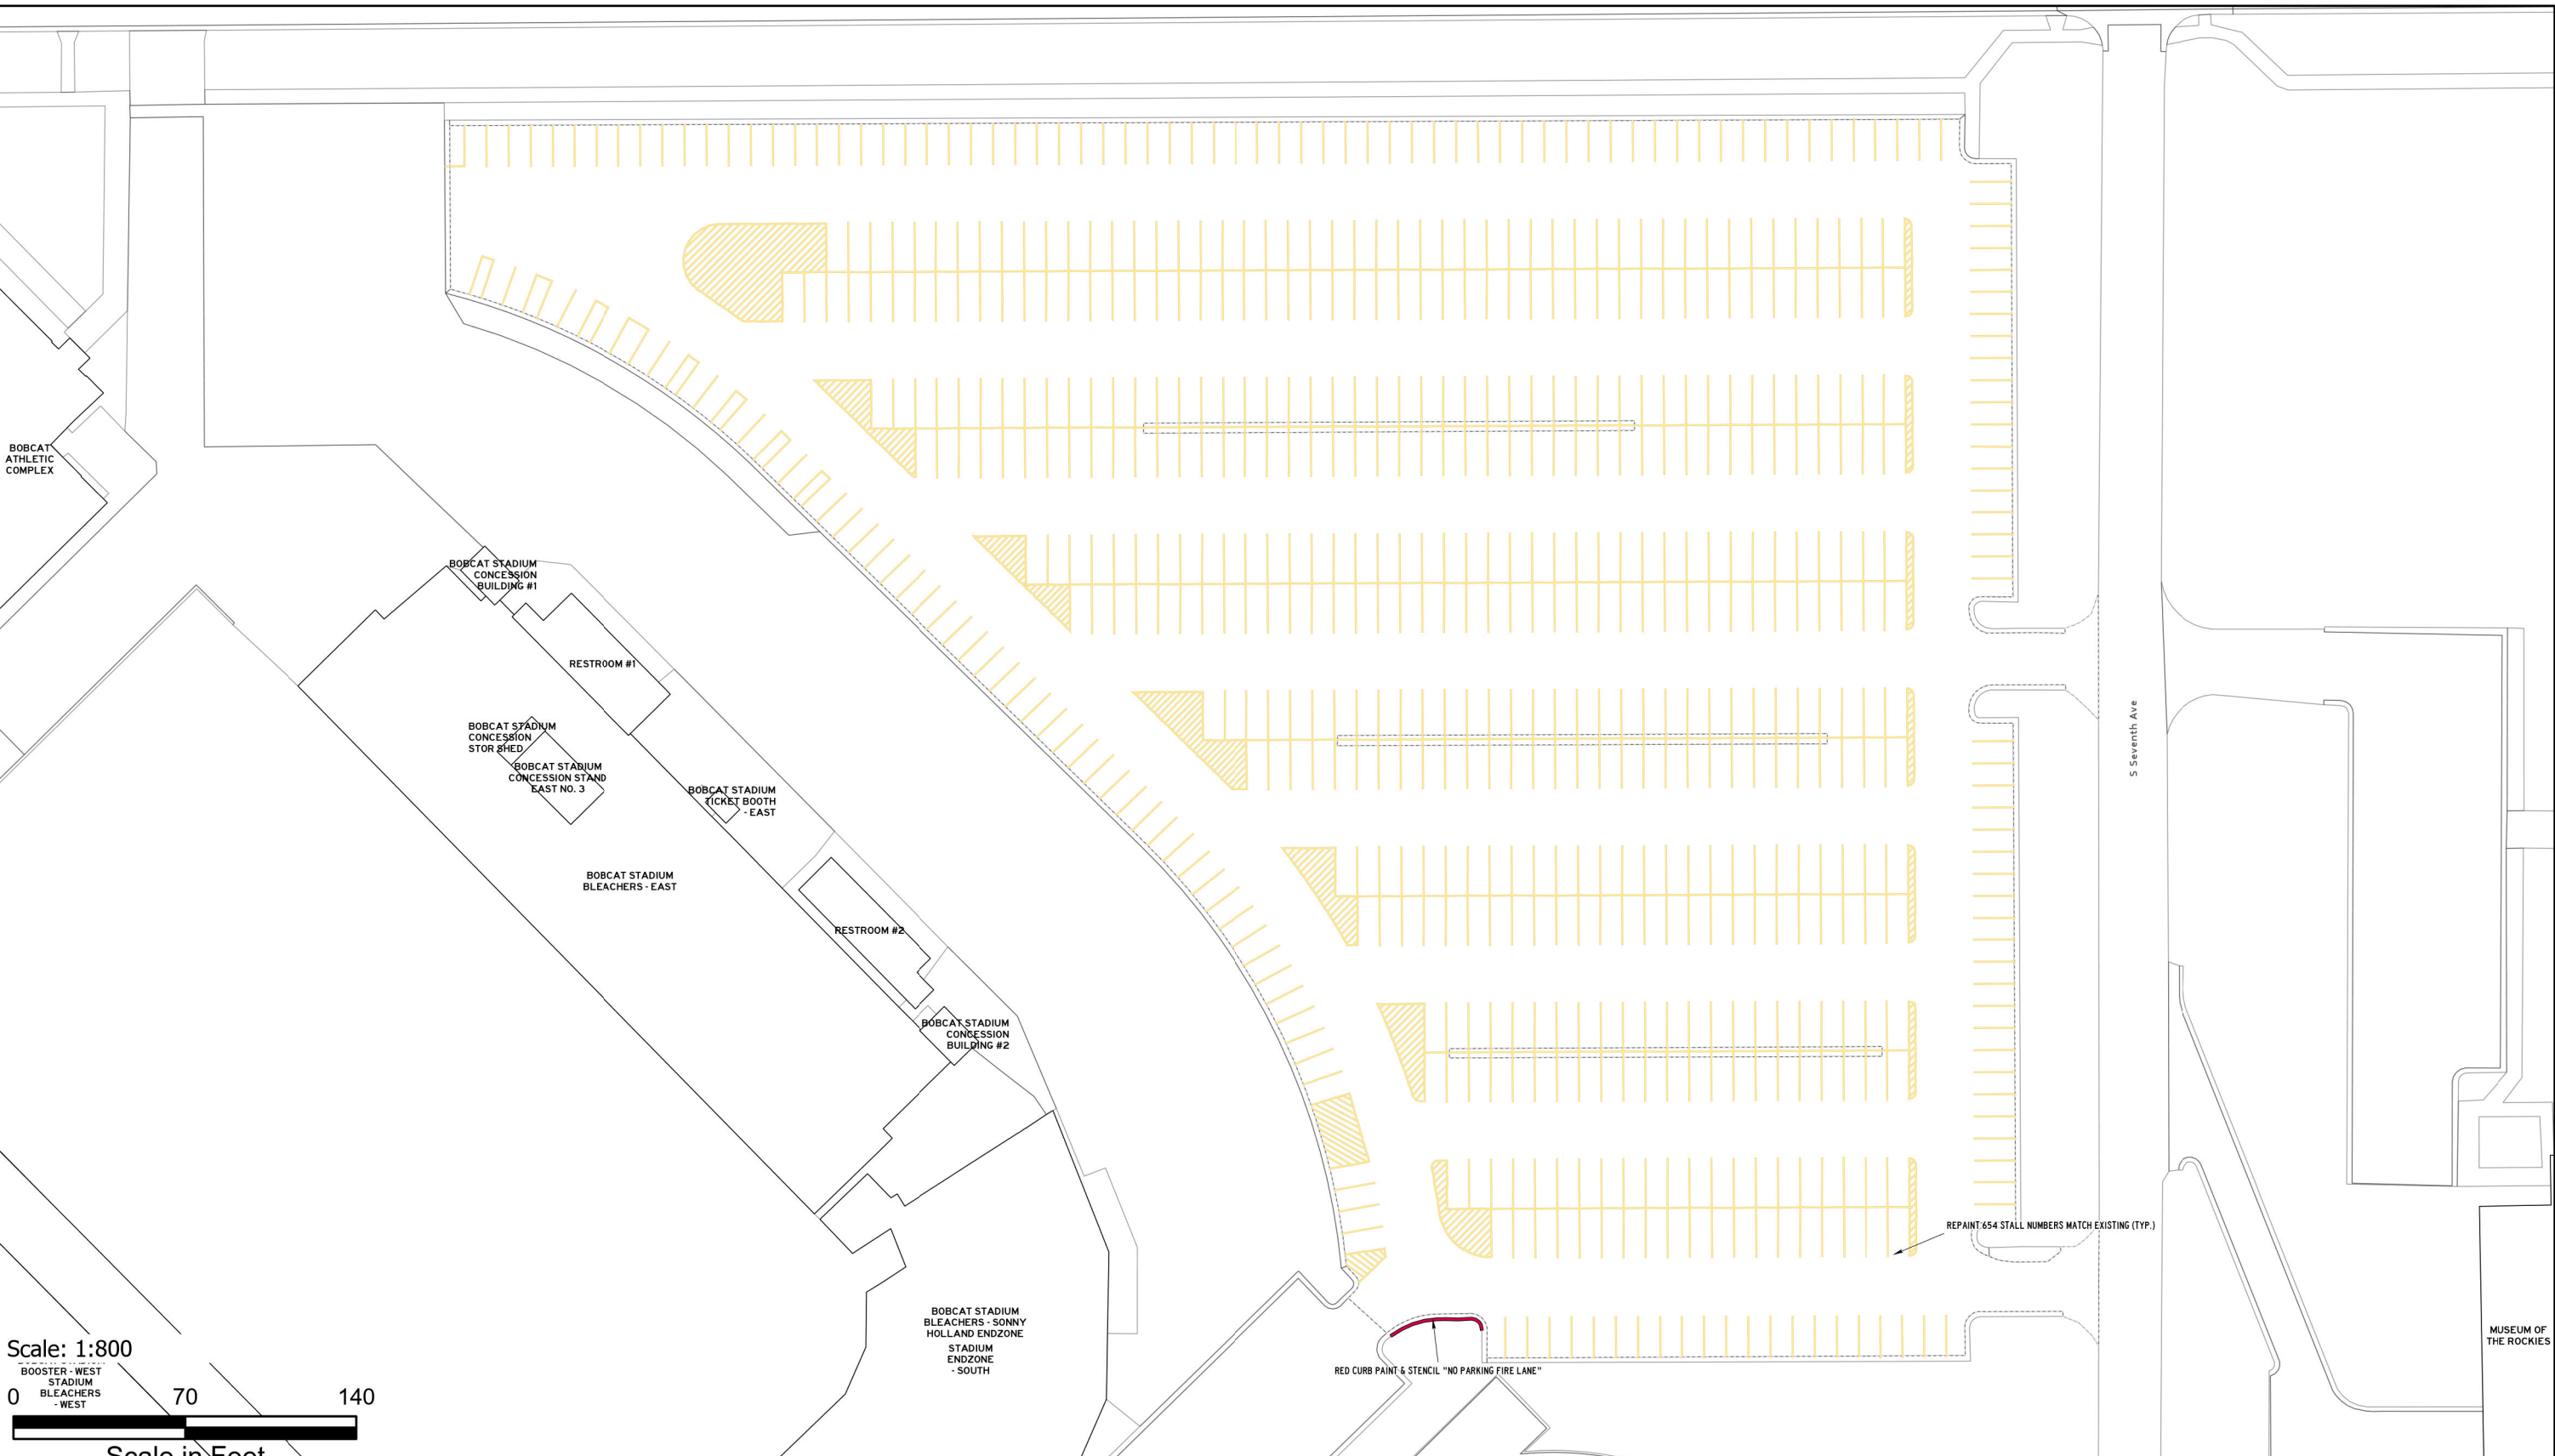 BOBCAT
ATHLETIC
COMPLEX
BOBCAT STADIUM
CONCESSION
BUILDING #1
RESTROOM #1
BOBCAT STADIUM
CONCESSION
STOR SHED
BOBCAT STADIUM
CONCESSION STAND
EAST NO. 3
BOBCAT STADIUM
TICKET BOOTH
- EAST
BOBCAT STADIUM
BLEACHERS - EAST
RESTROOM #2
BOBCAT STADIUM
CONCESSION
BUILDING #2
S Seventh Ave
REPAINT 654 STALL NUMBERS MATCH EXISTING (TYP.)
RED CURB PAINT & STENCIL "NO PARKING FIRE LANE"
BOBCAT STADIUM
BLEACHERS - SONNY
HOLLAND ENDZONE
STADIUM
ENDZONE
- SOUTH
MUSEUM OF
THE ROCKIES
Scale: 1:800
BOOSTER - WEST
STADIUM
BLEACHERS
- WEST
0 70 140
Scale in Feet